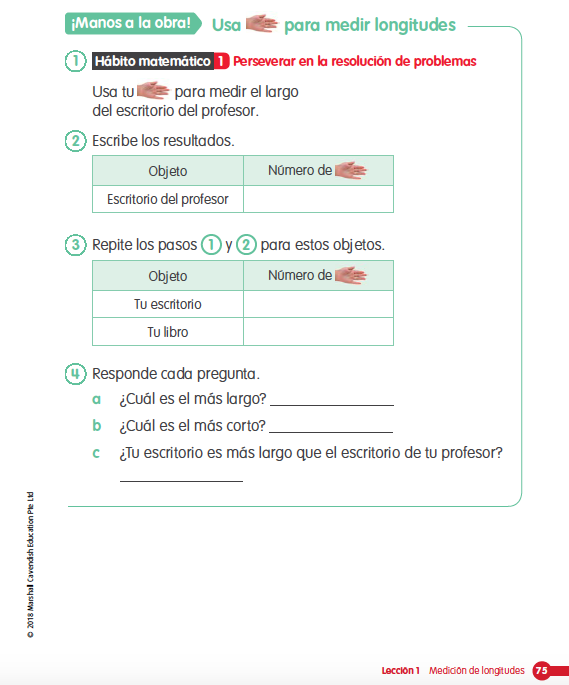 ¡Manos a la obra! Usa para medir longitudes
1 Hábito matemático 1 Perseverar en la resolución de problemas
Usa tu para medir el largo
del escritorio del profesor.
2 Escribe los resultados.
Objeto Número de
Escritorio del profesor
3 Repite los pasos 1 y 2 para estos objetos.
Objeto Número de
Tu escritorio
Tu libro
4 Responde cada pregunta.
a ¿Cuál es el más largo?
b ¿Cuál es el más corto?
c ¿Tu escritorio es más largo que el escritorio de tu profesor?
© 2018 Marshall Cavendish Education Pte Ltd
Lección 1 Medición de longitudes 75